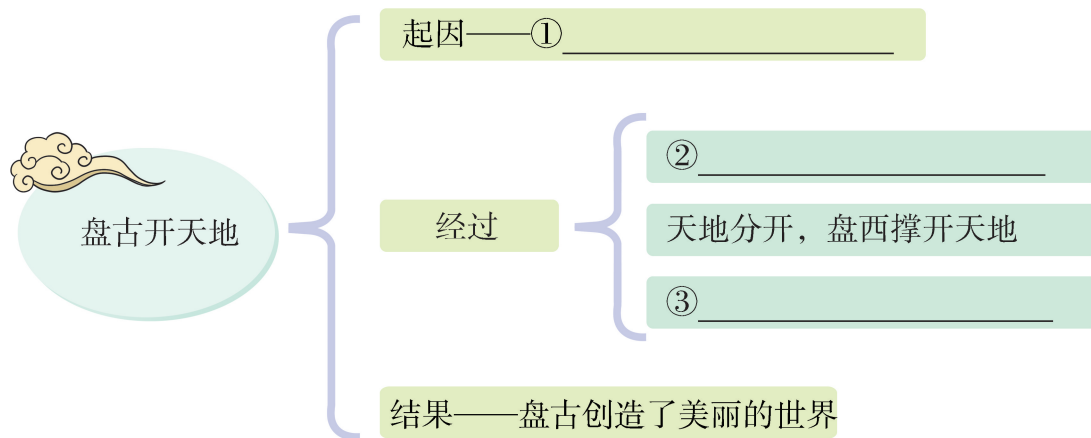 盘古开天地
起因——①
经过
②
天地分开，盘西撑开天地
③
结果——盘古创造了美丽的世界